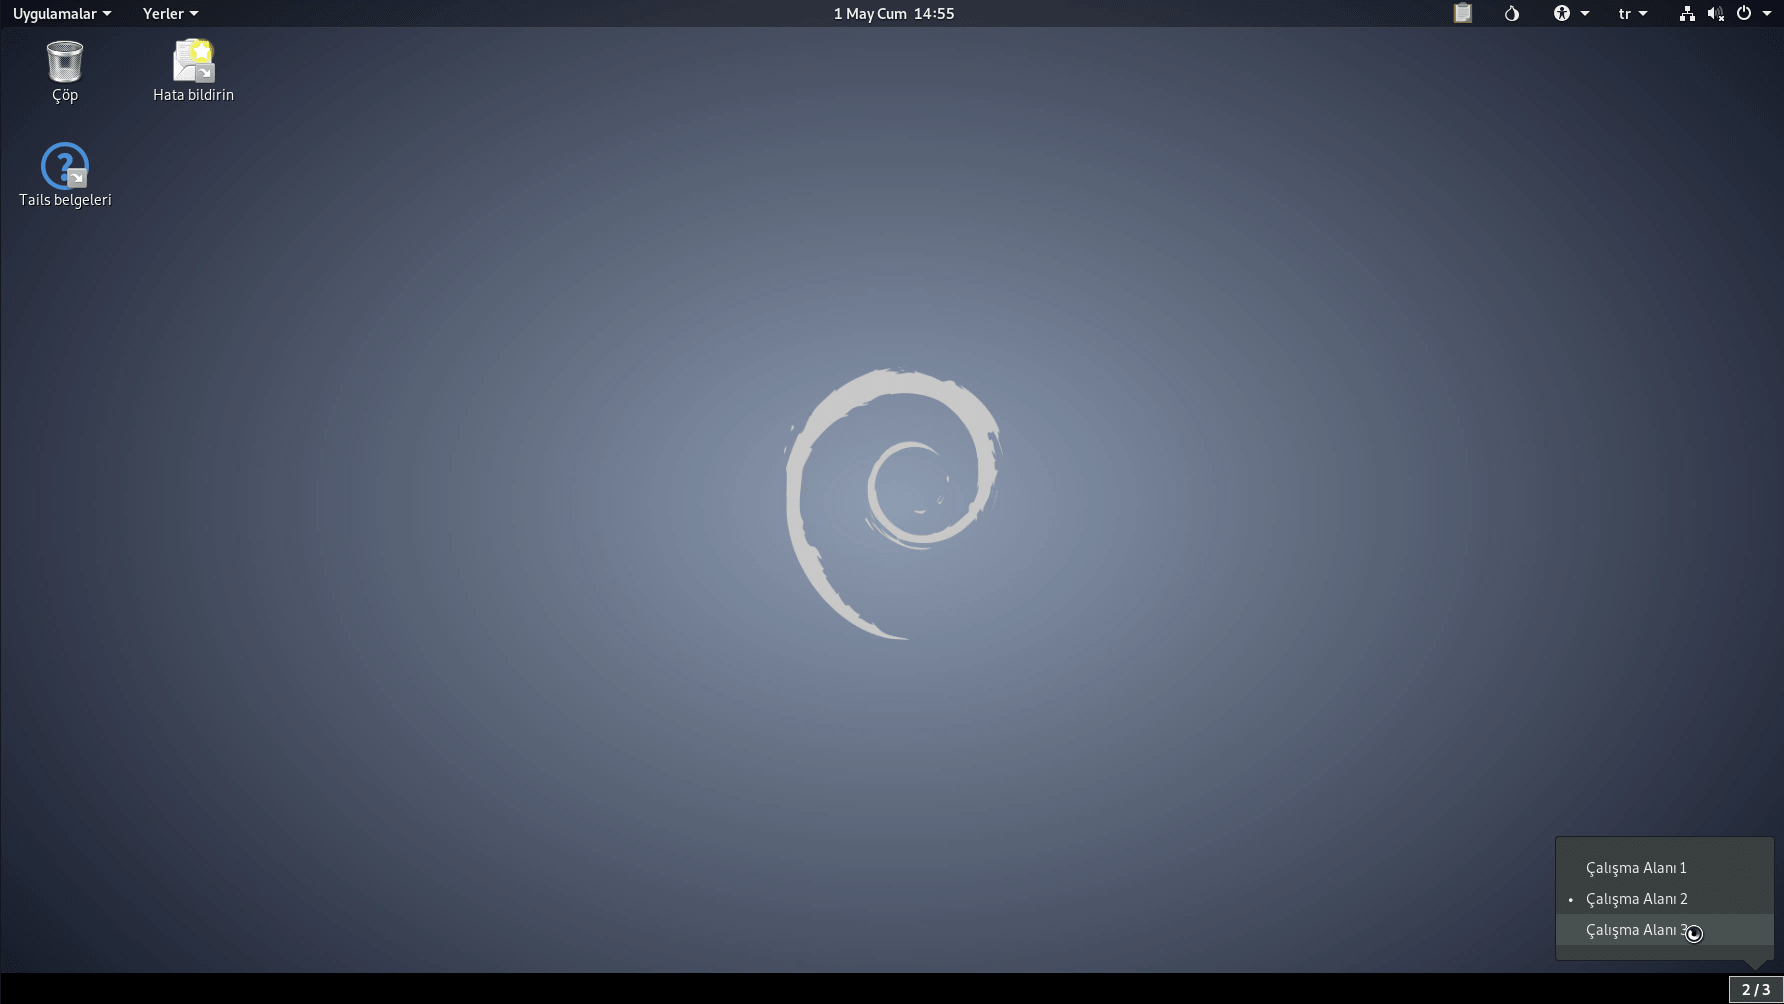 Uygulamalar
Yerler
1 May Cum 14:55
tr
Çöp
Hata bildirin
Tails belgeleri
Çalışma Alanı 1
Çalışma Alanı 2
Çalışma Alanı 3
2 / 3